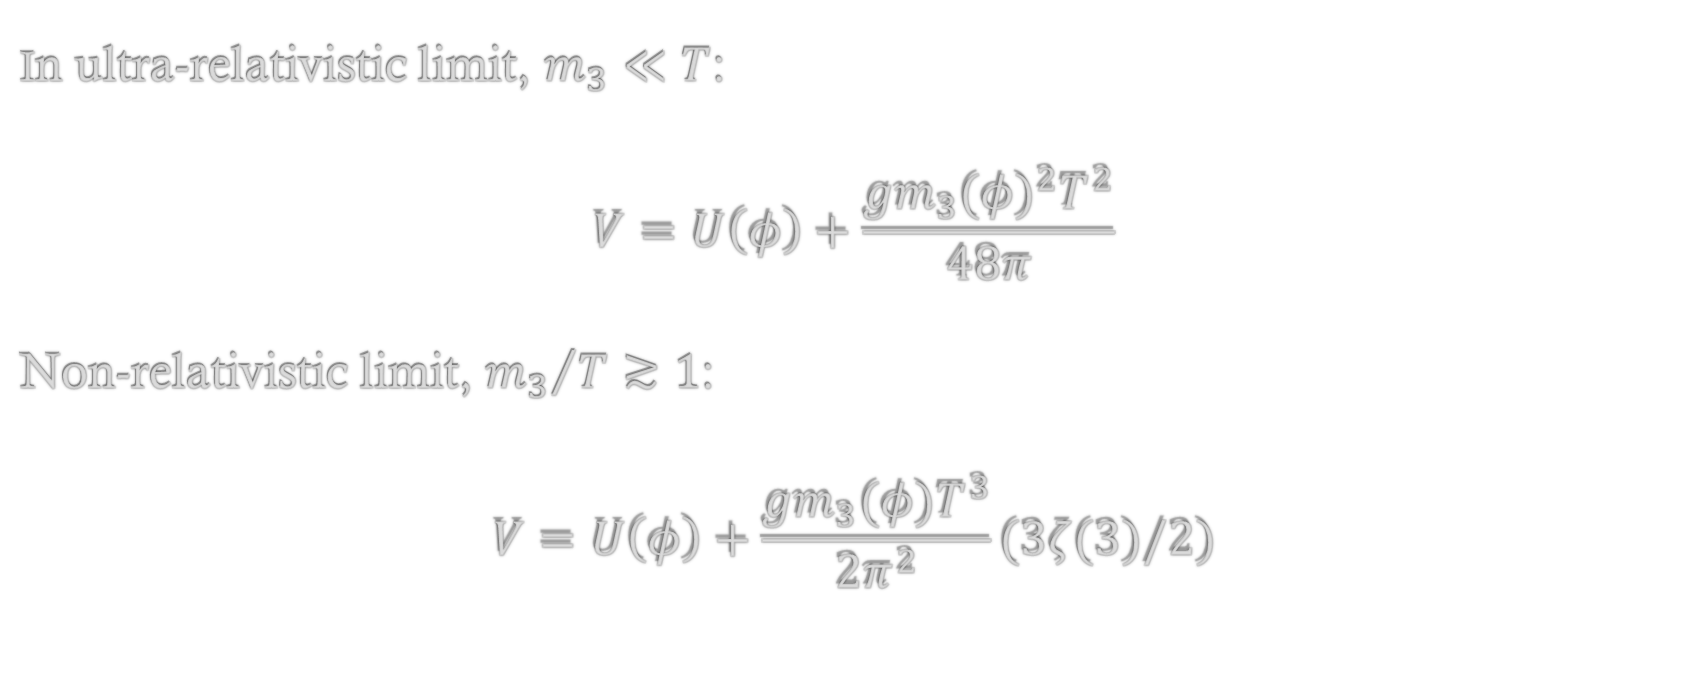 In ultra-relativistic limit, m₃ ≪ T:
V ≡ U(ϕ) + gm₃(ϕ)²T² / 48π
Non-relativistic limit, m₃/T ≳ 1:
V ≡ U(ϕ) + gm₃(ϕ)T³ / 2π² (3ζ(3)/2)